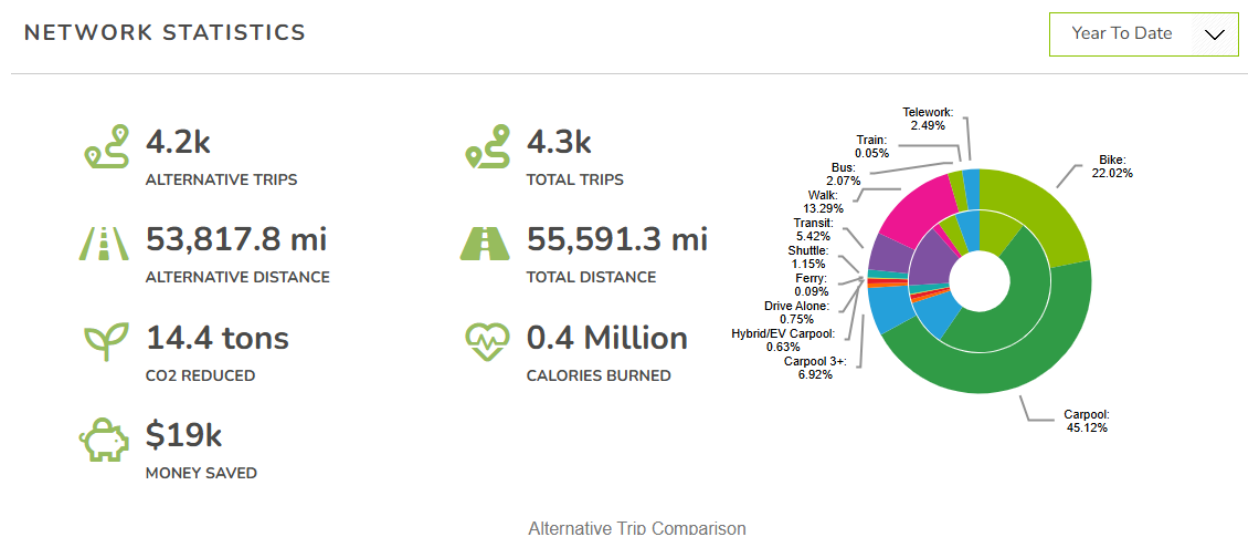 NETWORK STATISTICS
Year To Date
4.2k
ALTERNATIVE TRIPS
4.3k
TOTAL TRIPS
53,817.8 mi
ALTERNATIVE DISTANCE
55,591.3 mi
TOTAL DISTANCE
14.4 tons
CO2 REDUCED
0.4 Million
CALORIES BURNED
$19k
MONEY SAVED
Telework:
2.49%
Train:
0.05%
Bus:
2.07%
Walk:
13.29%
Transit:
5.42%
Shuttle:
1.15%
Ferry:
0.09%
Drive Alone:
0.75%
Hybrid/EV Carpool:
0.63%
Carpool 3+:
6.92%
Bike:
22.02%
Carpool:
45.12%
Alternative Trip Comparison